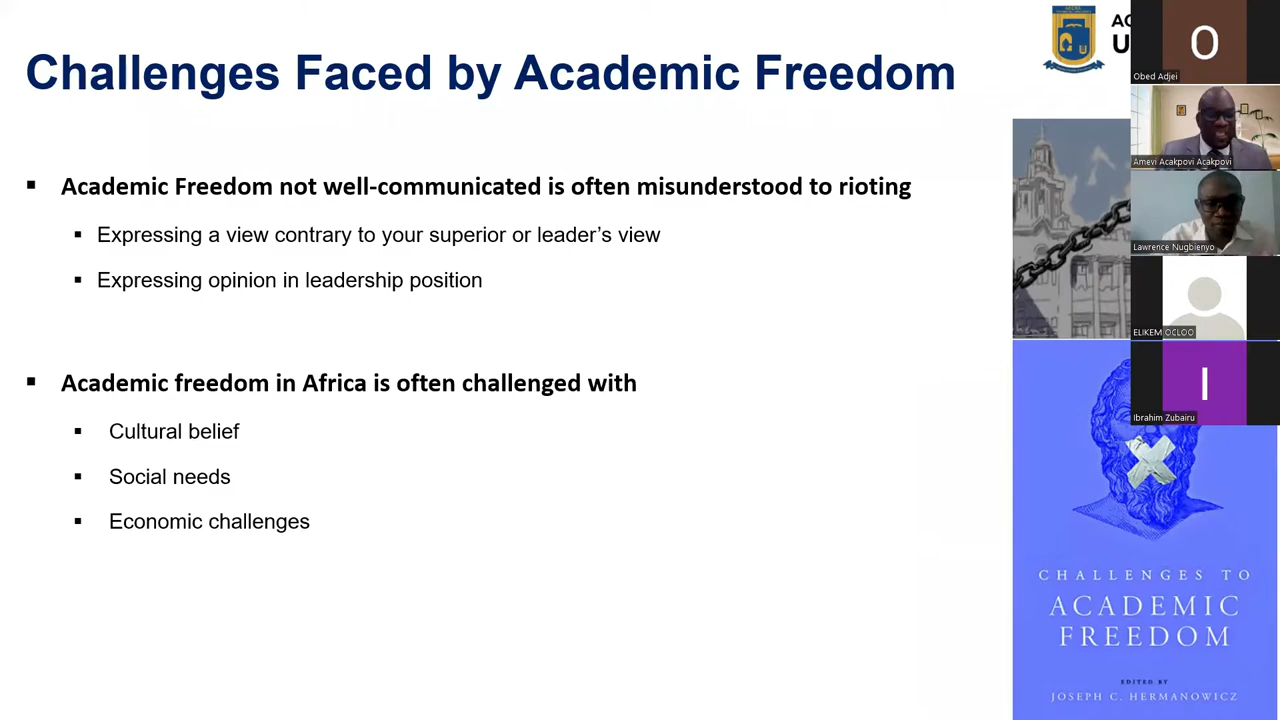 Challenges Faced by Academic Freedom
▪ Academic Freedom not well-communicated is often misunderstood to rioting
▪ Expressing a view contrary to your superior or leader's view
▪ Expressing opinion in leadership position
▪ Academic freedom in Africa is often challenged with
▪ Cultural belief
▪ Social needs
▪ Economic challenges
O
Obed Adjei
Amevi Acakpovi Acakpovi
Lawrence Nugbienyo
ELIKEM OCLOO
I
Ibrahim Zubairu
CHALLENGES TO
ACADEMIC
FREEDOM
EDITED BY
JOSEPH C. HERMANOWICZ